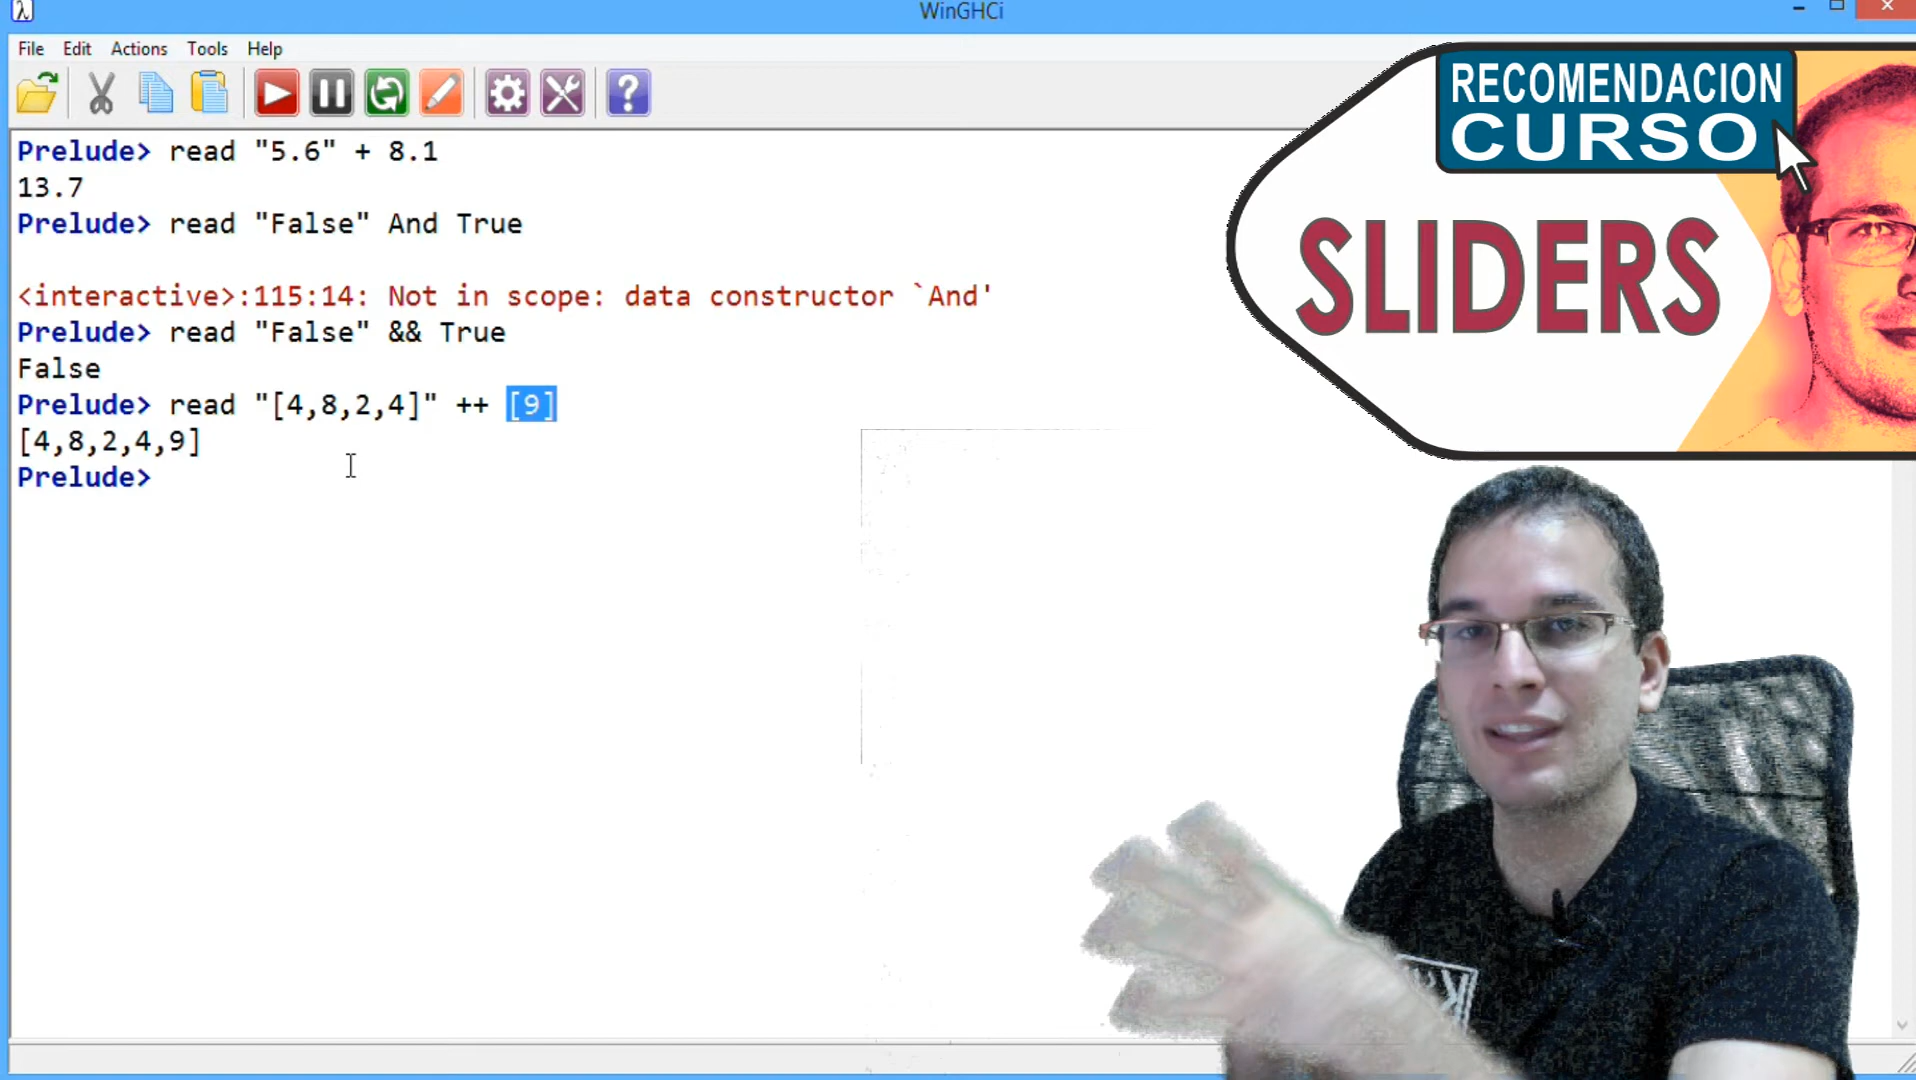 WinGHCi
File Edit Actions Tools Help
Prelude> read "5.6" + 8.1
13.7
Prelude> read "False" And True
<interactive>:115:14: Not in scope: data constructor `And'
Prelude> read "False" && True
False
Prelude> read "[4,8,2,4]" ++ [9]
[4,8,2,4,9]
Prelude>
RECOMENDACION
CURSO
SLIDERS